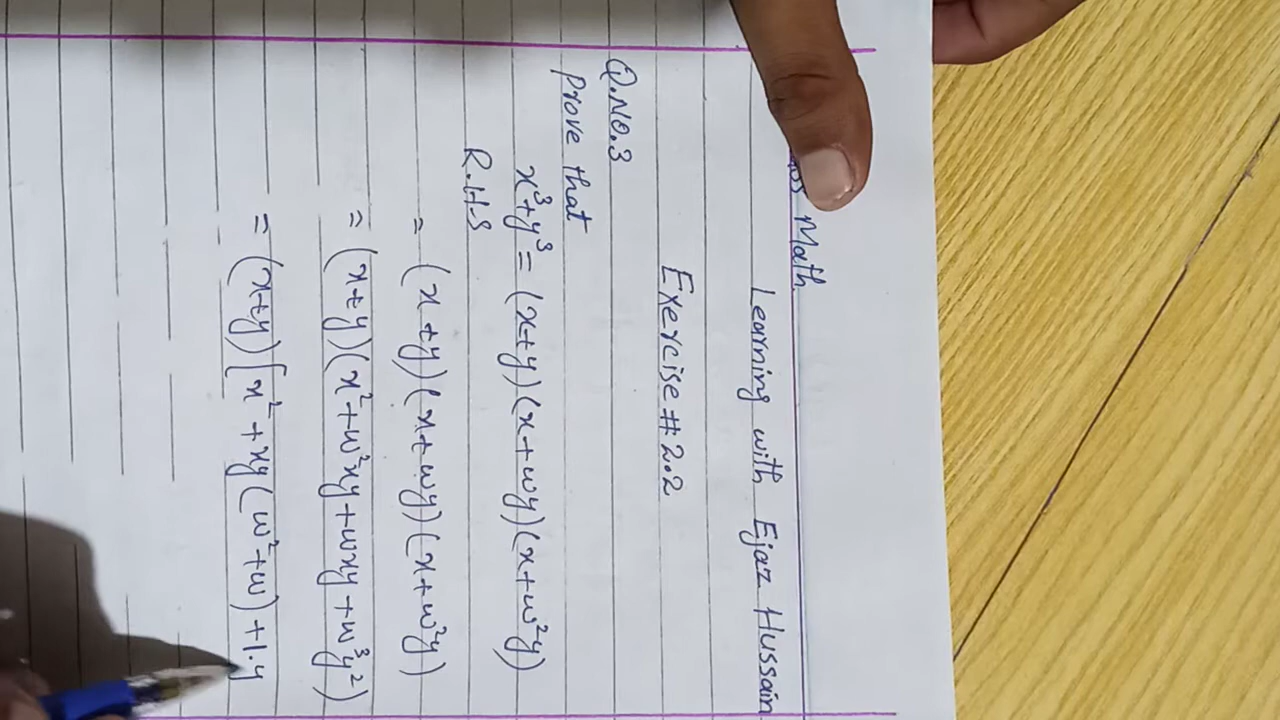 Math
Learning with Ejaz Hussain
Exercise # 2.2
Q.No.3
Prove that
x³+y³ = (x+y)(x+ωy)(x+ω²y)
R.H.S
= (x+y)(x+ωy)(x+ω²y)
= (x+y)(x²+ω²xy+ωxy+ω³y²)
= (x+y)[x²+xy(ω²+ω)+1.y